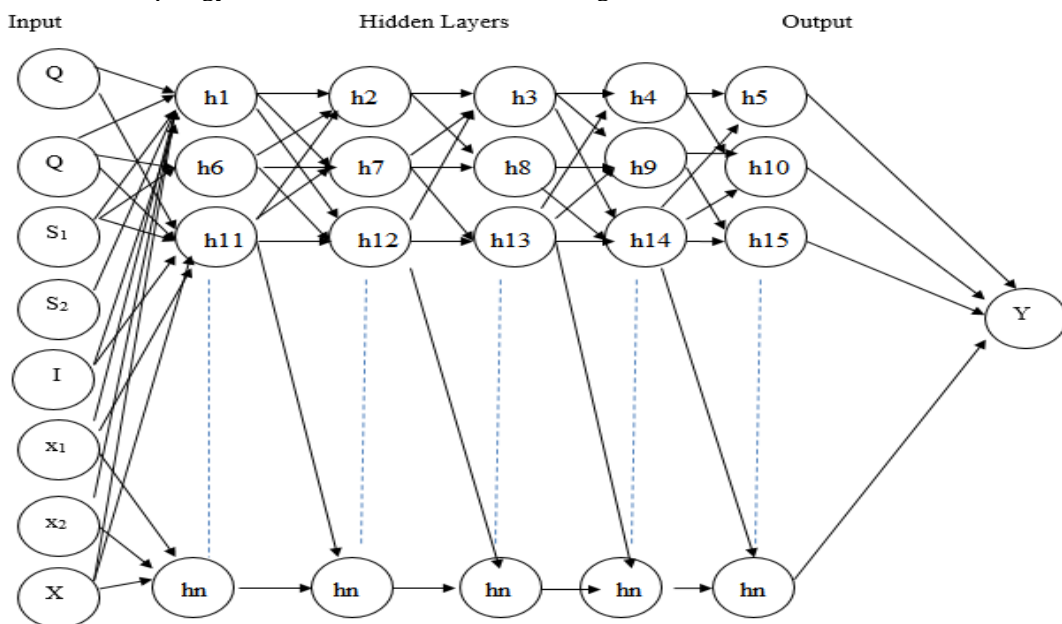 Input Hidden Layers Output
Q
h1 h2 h3 h4 h5
Q h6 h7 h8 h9 h10
S₁ h11 h12 h13 h14 h15
S₂
Y
I
x₁
x₂
X hn hn hn hn hn